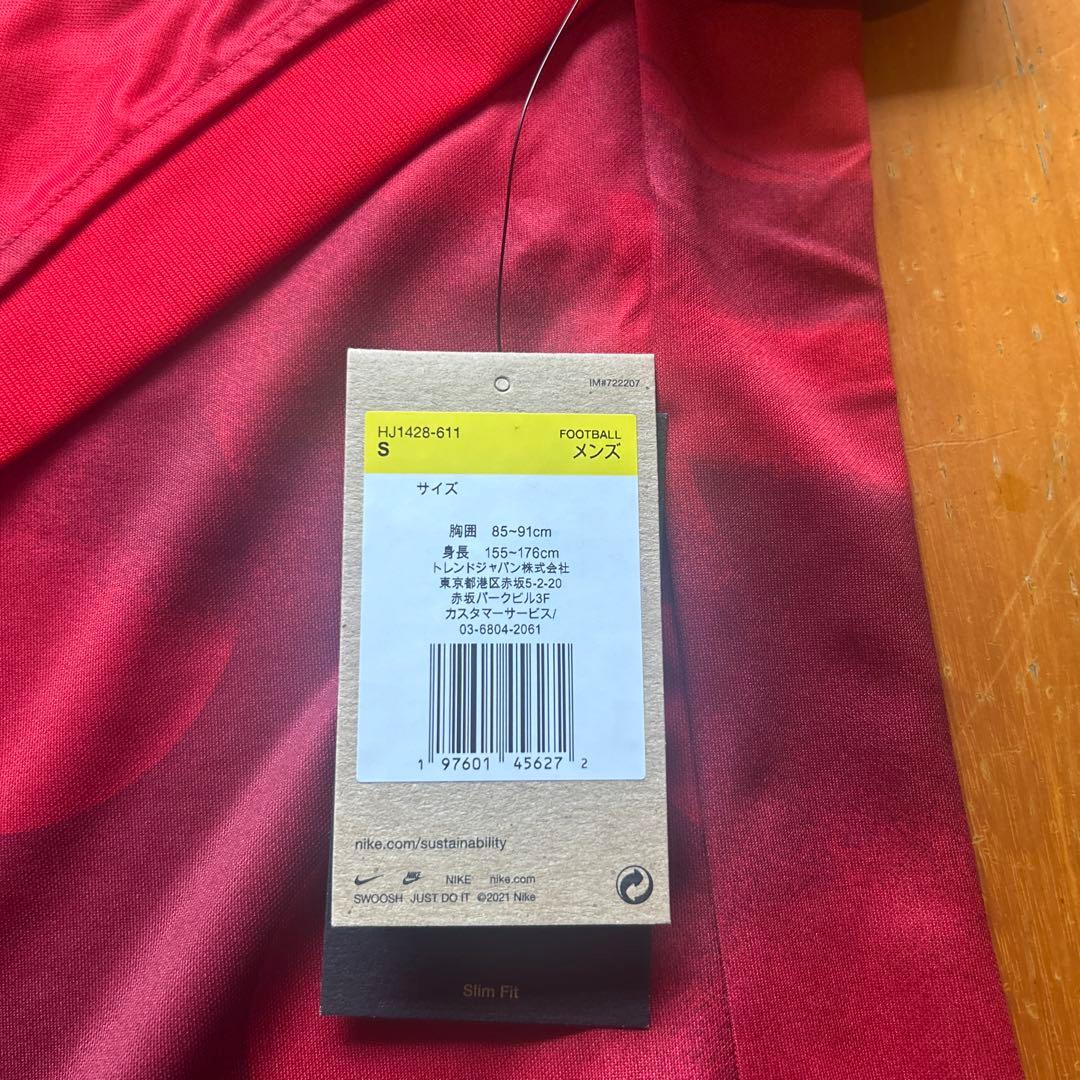 IM#722207
HJ1428-611 FOOTBALL
S メンズ
サイズ
胸囲 85~91cm
身長 155~176cm
トレンドジャパン株式会社
東京都港区赤坂5-2-20
赤坂パークビル3F
カスタマーサービス/
03-6804-2061
1 97601 45627 2
nike.com/sustainability
NIKE NIKE nike.com
SWOOSH JUST DO IT ©2021 Nike
Slim Fit